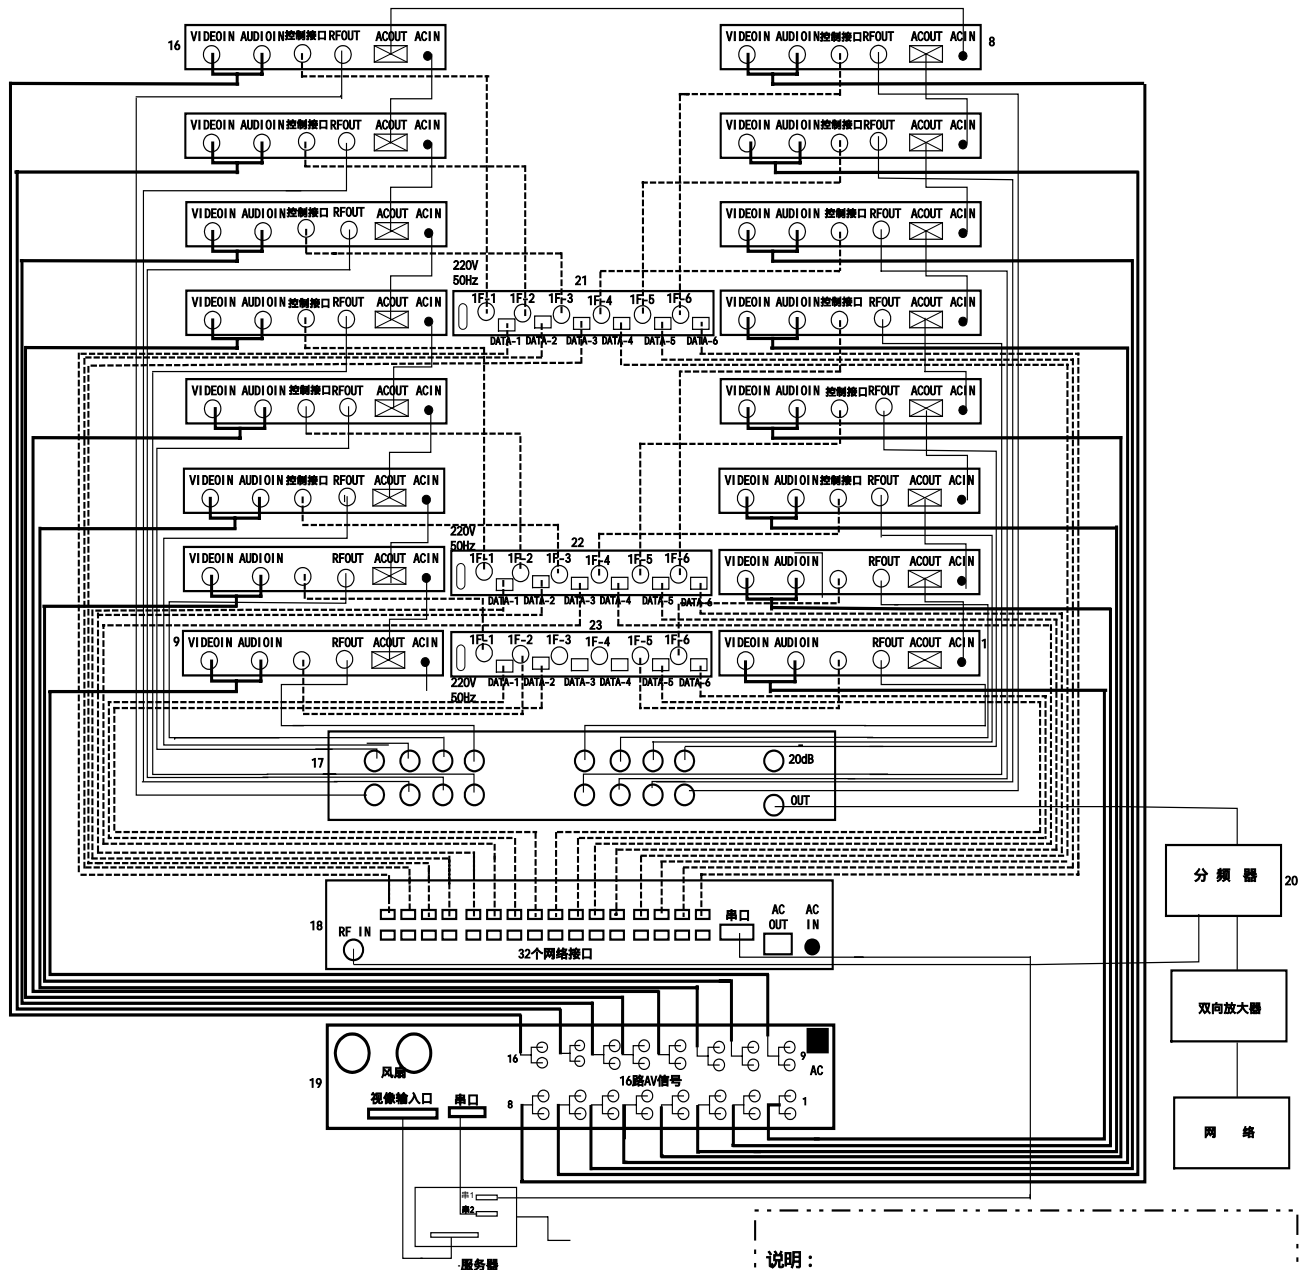 16 VIDEOIN AUDIOIN 控制接口 RFOUT ACOUT ACIN
VIDEOIN AUDIOIN 控制接口 RFOUT ACOUT ACIN 8
VIDEOIN AUDIOIN 控制接口 RFOUT ACOUT ACIN
VIDEOIN AUDIOIN 控制接口 RFOUT ACOUT ACIN
VIDEOIN AUDIOIN 控制接口 RFOUT ACOUT ACIN
VIDEOIN AUDIOIN 控制接口 RFOUT ACOUT ACIN
220V
50Hz
21
VIDEOIN AUDIOIN 控制接口 RFOUT ACOUT ACIN
1F-1 1F-2 1F-3 1F-4 1F-5 1F-6
DATA-1 DATA-2 DATA-3 DATA-4 DATA-5 DATA-6
VIDEOIN AUDIOIN 控制接口 RFOUT ACOUT ACIN
VIDEOIN AUDIOIN 控制接口 RFOUT ACOUT ACIN
VIDEOIN AUDIOIN 控制接口 RFOUT ACOUT ACIN
VIDEOIN AUDIOIN 控制接口 RFOUT ACOUT ACIN
VIDEOIN AUDIOIN 控制接口 RFOUT ACOUT ACIN
220V
50Hz
22
VIDEOIN AUDIOIN RFOUT ACOUT ACIN
1F-1 1F-2 1F-3 1F-4 1F-5 1F-6
DATA-1 DATA-2 DATA-3 DATA-4 DATA-5 DATA-6
VIDEOIN AUDIOIN RFOUT ACOUT ACIN
23
9 VIDEOIN AUDIOIN RFOUT ACOUT ACIN
1F-1 1F-2 1F-3 1F-4 1F-5 1F-6
DATA-1 DATA-2 DATA-3 DATA-4 DATA-5 DATA-6
220V
50Hz
VIDEOIN AUDIOIN RFOUT ACOUT ACIN 1
17
20dB
OUT
分 频 器
20
18
RF IN
32个网络接口
串口
AC
OUT
AC
IN
双向放大器
19
风扇
16
9
16路AV信号
AC
视像输入口
串口
8
1
网 络
串1
串2
服务器
说明：